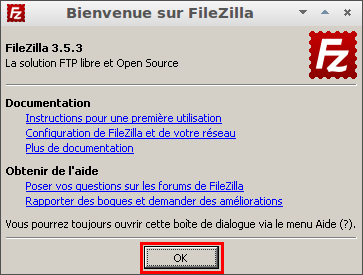 Bienvenue sur FileZilla
FileZilla 3.5.3
La solution FTP libre et Open Source
Fz
Documentation
Instructions pour une première utilisation
Configuration de FileZilla et de votre réseau
Plus de documentation
Obtenir de l'aide
Poser vos questions sur les forums de FileZilla
Rapporter des bogues et demander des améliorations
Vous pourrez toujours ouvrir cette boîte de dialogue via le menu Aide (?).
OK